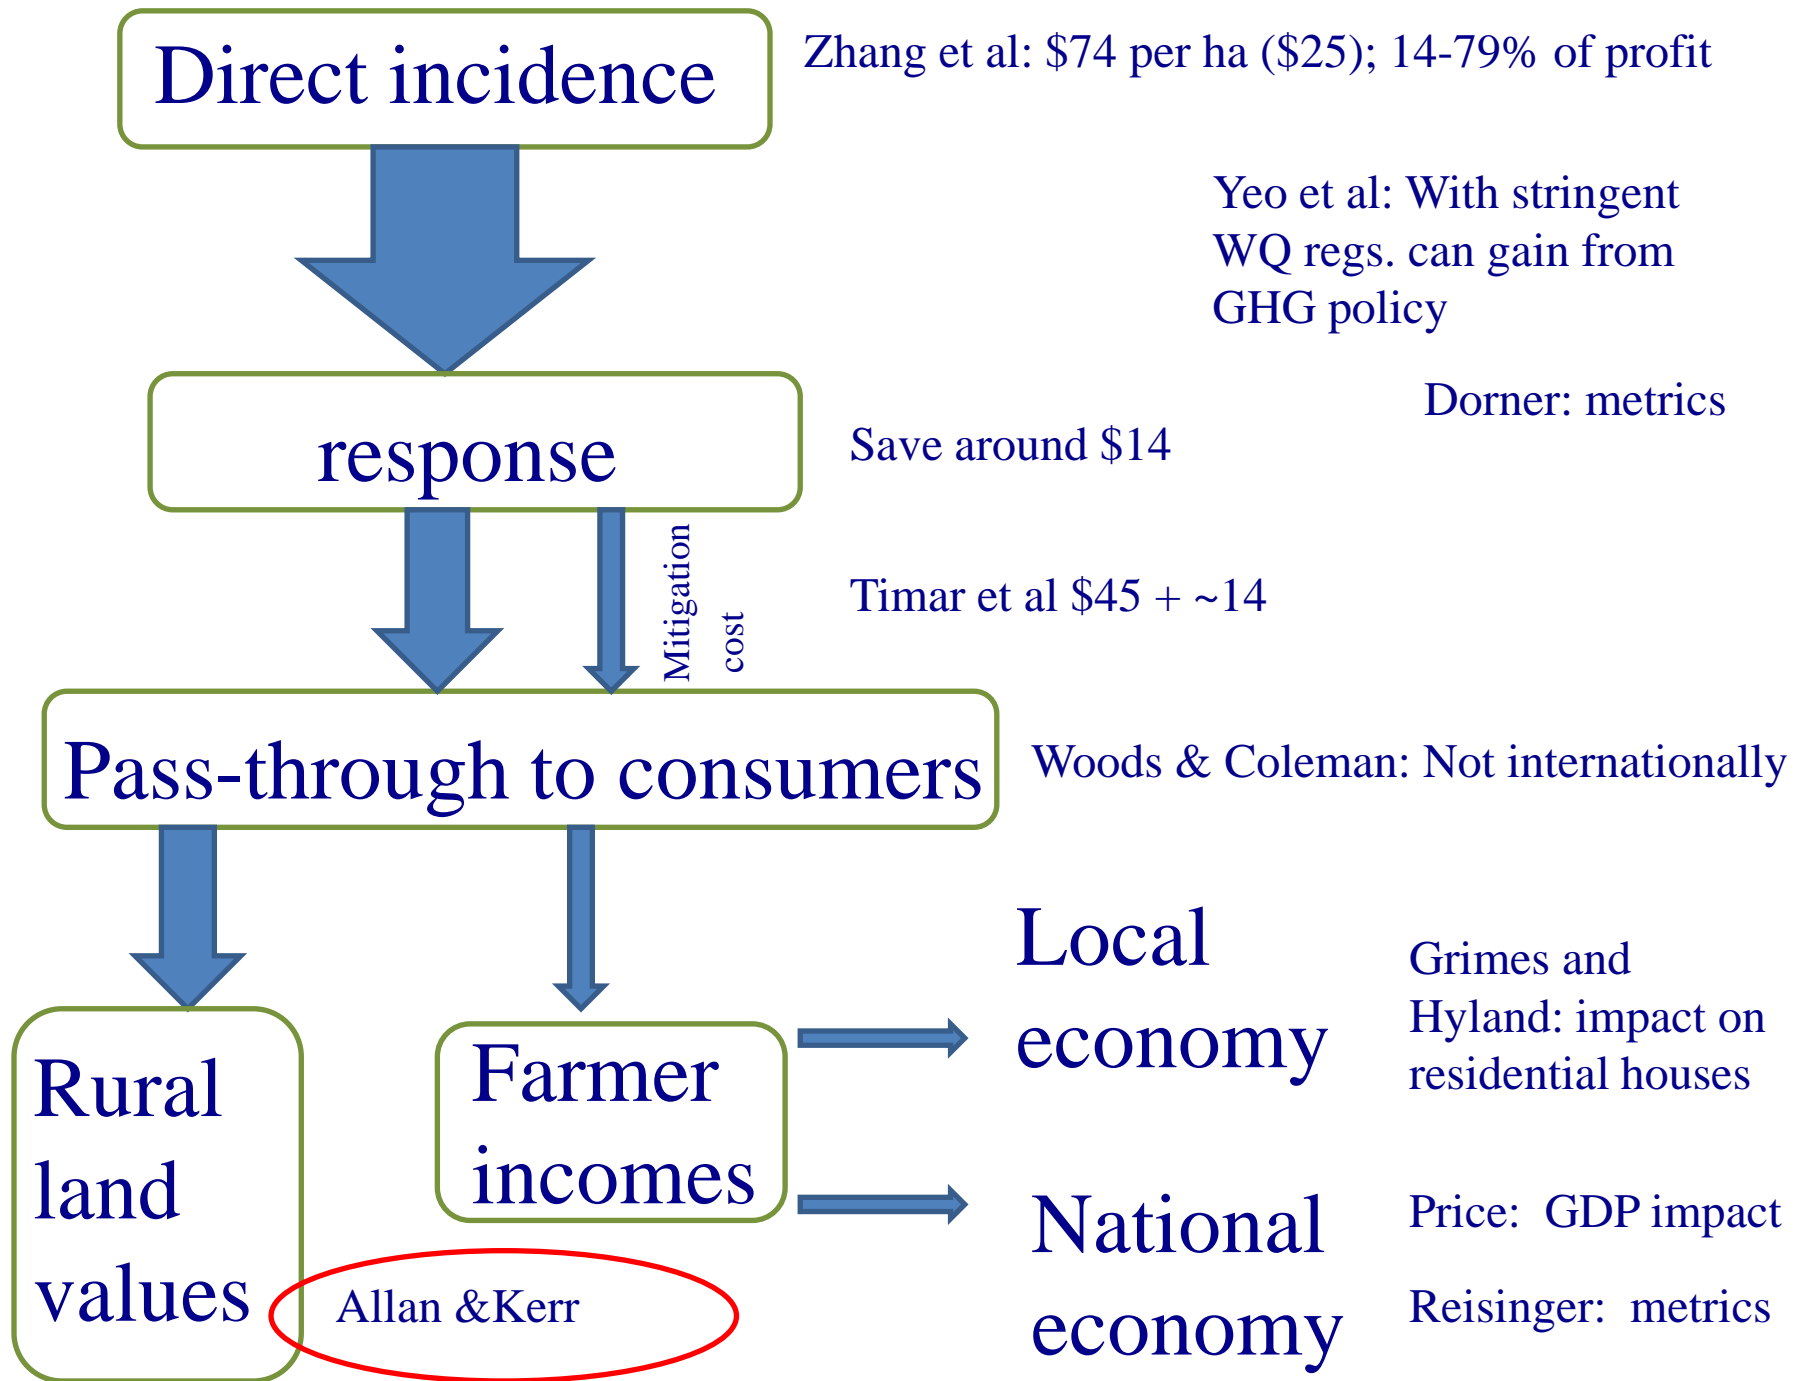 Direct incidence
Zhang et al: $74 per ha ($25); 14-79% of profit
Yeo et al: With stringent
WQ regs. can gain from
GHG policy
Dorner: metrics
response
Save around $14
Mitigation
cost
Timar et al $45 + ~14
Pass-through to consumers
Woods & Coleman: Not internationally
Rural
land
values
Farmer
incomes
Allan &Kerr
Local
economy
Grimes and
Hyland: impact on
residential houses
National
economy
Price:  GDP impact
Reisinger:  metrics